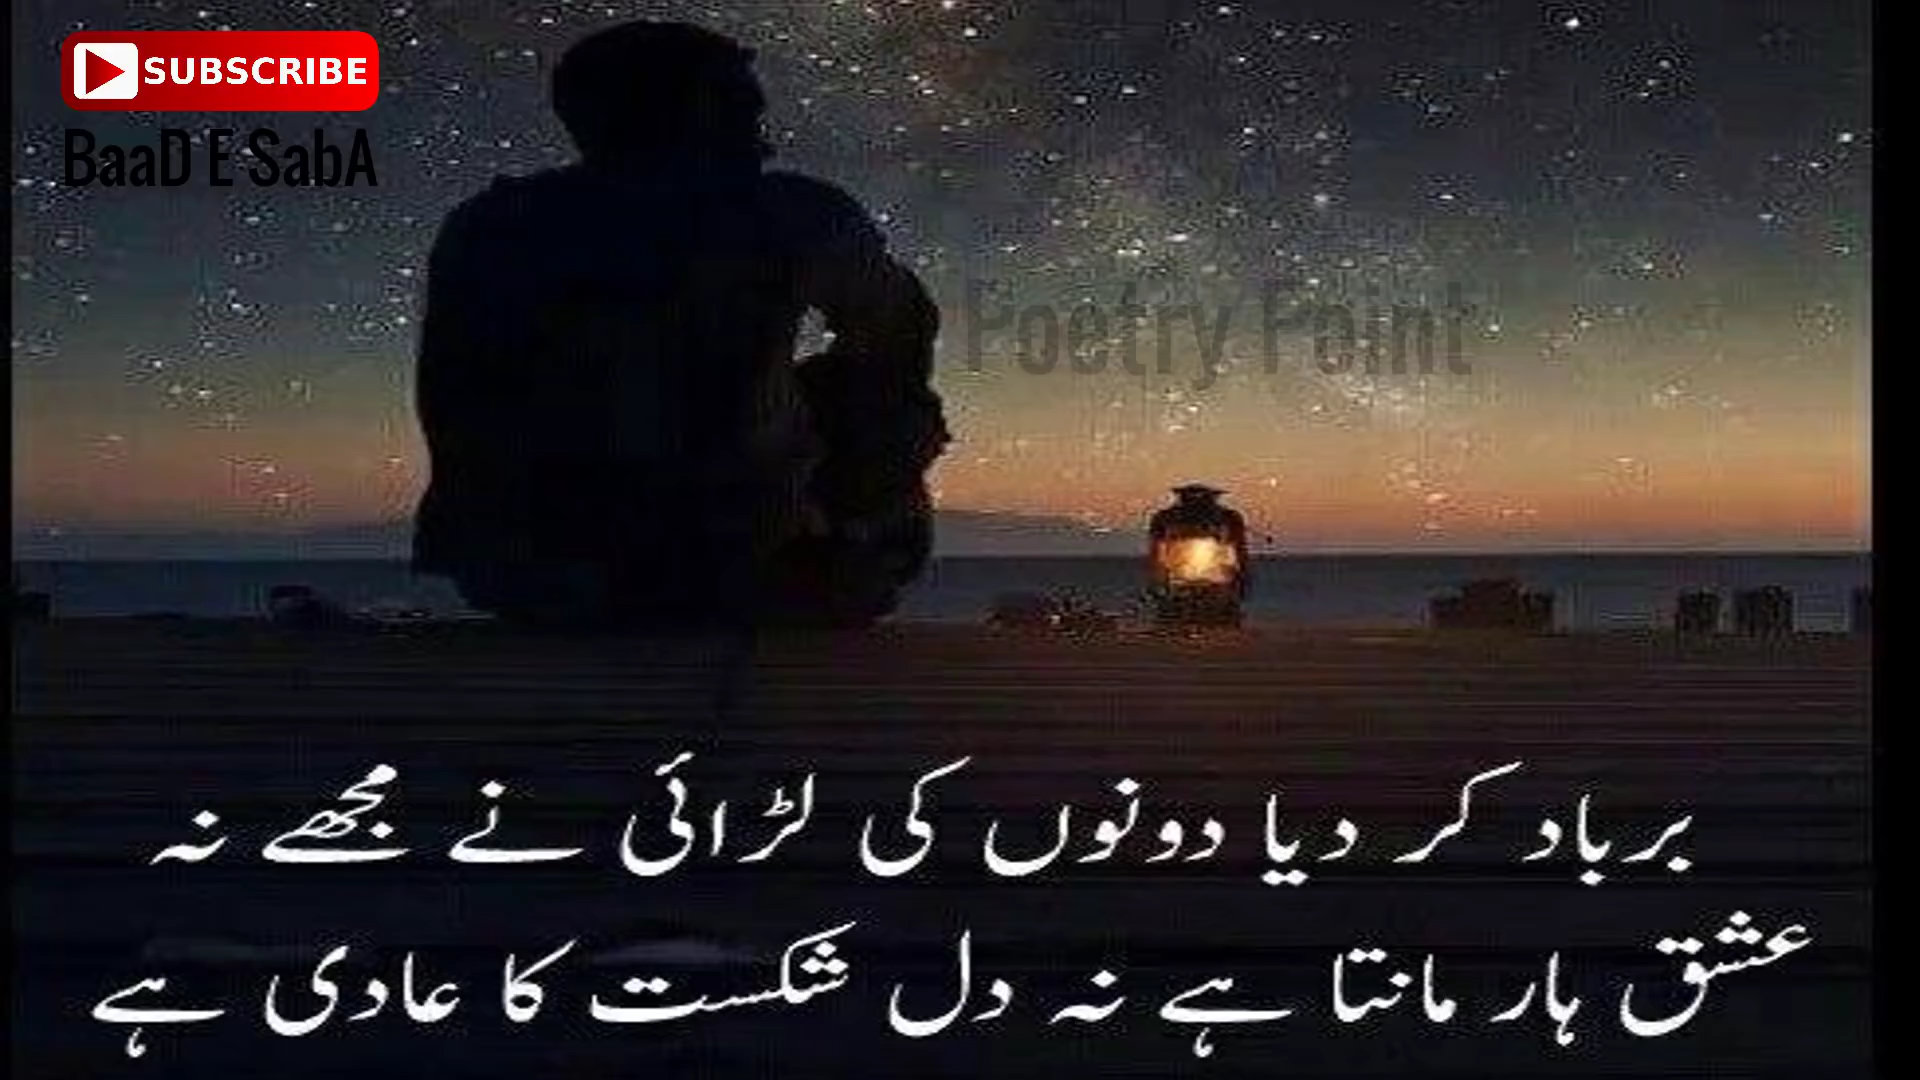 SUBSCRIBE
BaaD E SabA
Poetry Point
برباد کر دیا دونوں کی لڑائی نے مجھے نہ
عشق ہار مانتا ہے نہ دل شکست کا عادی ہے